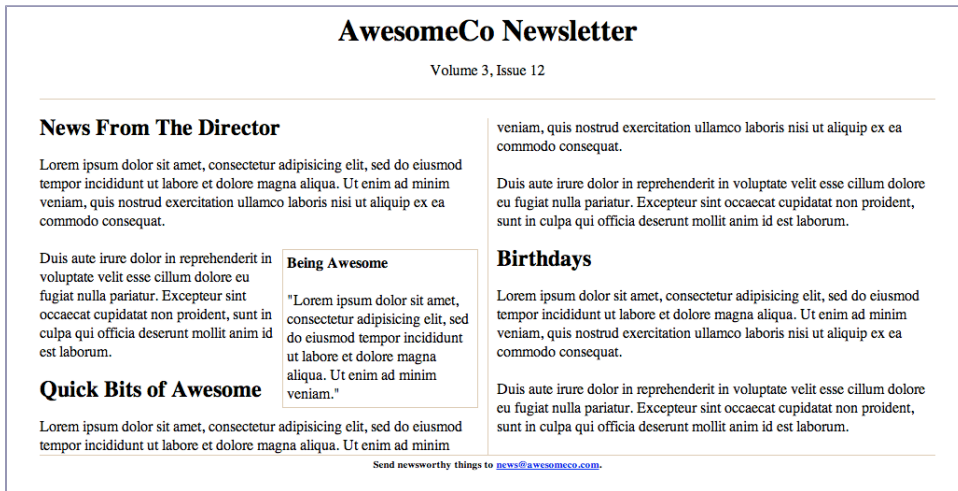 AwesomeCo Newsletter
Volume 3, Issue 12
News From The Director
Lorem ipsum dolor sit amet, consectetur adipisicing elit, sed do eiusmod
tempor incididunt ut labore et dolore magna aliqua. Ut enim ad minim
veniam, quis nostrud exercitation ullamco laboris nisi ut aliquip ex ea
commodo consequat.
Duis aute irure dolor in reprehenderit in
voluptate velit esse cillum dolore eu
fugiat nulla pariatur. Excepteur sint
occaecat cupidatat non proident, sunt in
culpa qui officia deserunt mollit anim id
est laborum.
Being Awesome
"Lorem ipsum dolor sit amet,
consectetur adipisicing elit, sed
do eiusmod tempor incididunt
ut labore et dolore magna
aliqua. Ut enim ad minim
veniam."
Quick Bits of Awesome
Lorem ipsum dolor sit amet, consectetur adipisicing elit, sed do eiusmod
tempor incididunt ut labore et dolore magna aliqua. Ut enim ad minim
veniam, quis nostrud exercitation ullamco laboris nisi ut aliquip ex ea
commodo consequat.
Duis aute irure dolor in reprehenderit in voluptate velit esse cillum dolore
eu fugiat nulla pariatur. Excepteur sint occaecat cupidatat non proident,
sunt in culpa qui officia deserunt mollit anim id est laborum.
Birthdays
Lorem ipsum dolor sit amet, consectetur adipisicing elit, sed do eiusmod
tempor incididunt ut labore et dolore magna aliqua. Ut enim ad minim
veniam, quis nostrud exercitation ullamco laboris nisi ut aliquip ex ea
commodo consequat.
Duis aute irure dolor in reprehenderit in voluptate velit esse cillum dolore
eu fugiat nulla pariatur. Excepteur sint occaecat cupidatat non proident,
sunt in culpa qui officia deserunt mollit anim id est laborum.
Send newsworthy things to news@awesomeco.com.